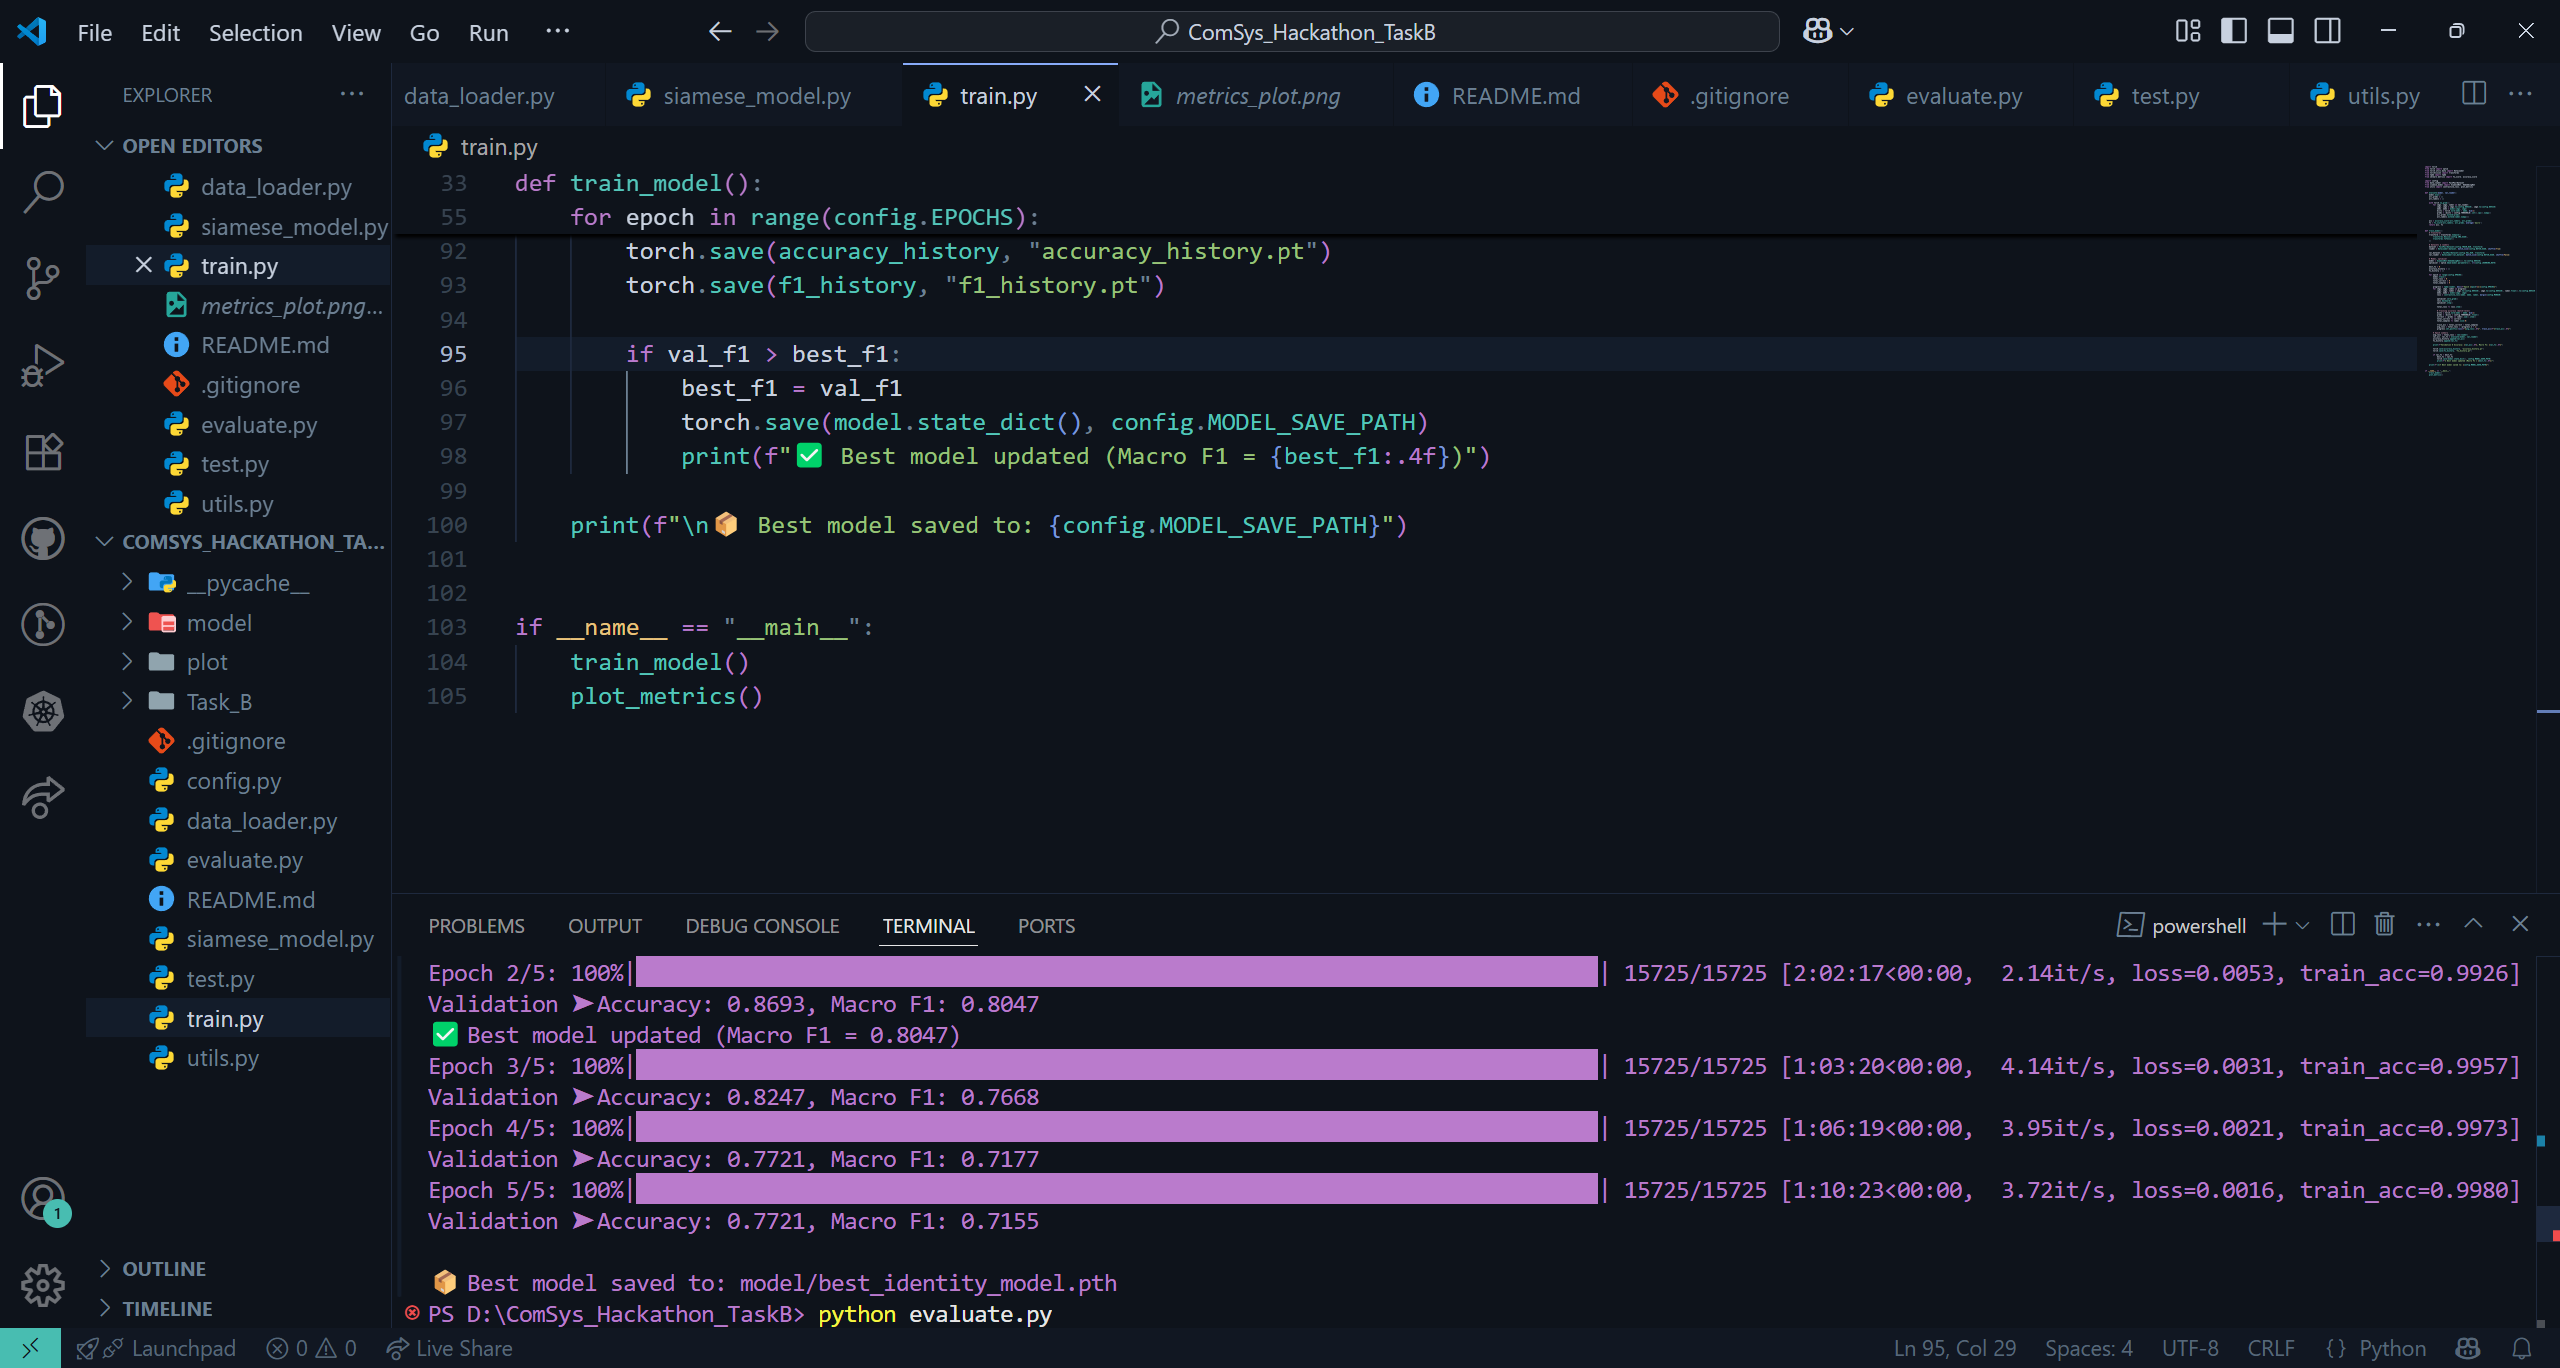 File Edit Selection View Go Run ···
ComSys_Hackathon_TaskB
EXPLORER ···
OPEN EDITORS
data_loader.py
siamese_model.py
train.py
metrics_plot.png...
README.md
.gitignore
evaluate.py
test.py
utils.py
COMSYS_HACKATHON_TA...
__pycache__
model
plot
Task_B
.gitignore
config.py
data_loader.py
evaluate.py
README.md
siamese_model.py
test.py
train.py
utils.py
OUTLINE
TIMELINE
1
data_loader.py siamese_model.py train.py metrics_plot.png README.md .gitignore evaluate.py test.py utils.py
train.py
33 def train_model():
55 for epoch in range(config.EPOCHS):
92 torch.save(accuracy_history, "accuracy_history.pt")
93 torch.save(f1_history, "f1_history.pt")
94
95 if val_f1 > best_f1:
96 best_f1 = val_f1
97 torch.save(model.state_dict(), config.MODEL_SAVE_PATH)
98 print(f"✅ Best model updated (Macro F1 = {best_f1:.4f})")
99
100 print(f"\n📦 Best model saved to: {config.MODEL_SAVE_PATH}")
101
102
103 if __name__ == "__main__":
104 train_model()
105 plot_metrics()
PROBLEMS OUTPUT DEBUG CONSOLE TERMINAL PORTS
powershell
Epoch 2/5: 100%| | 15725/15725 [2:02:17<00:00, 2.14it/s, loss=0.0053, train_acc=0.9926]
Validation ➤Accuracy: 0.8693, Macro F1: 0.8047
✅ Best model updated (Macro F1 = 0.8047)
Epoch 3/5: 100%| | 15725/15725 [1:03:20<00:00, 4.14it/s, loss=0.0031, train_acc=0.9957]
Validation ➤Accuracy: 0.8247, Macro F1: 0.7668
Epoch 4/5: 100%| | 15725/15725 [1:06:19<00:00, 3.95it/s, loss=0.0021, train_acc=0.9973]
Validation ➤Accuracy: 0.7721, Macro F1: 0.7177
Epoch 5/5: 100%| | 15725/15725 [1:10:23<00:00, 3.72it/s, loss=0.0016, train_acc=0.9980]
Validation ➤Accuracy: 0.7721, Macro F1: 0.7155
📦 Best model saved to: model/best_identity_model.pth
PS D:\ComSys_Hackathon_TaskB> python evaluate.py
Launchpad 0 0 Live Share
Ln 95, Col 29 Spaces: 4 UTF-8 CRLF {} Python